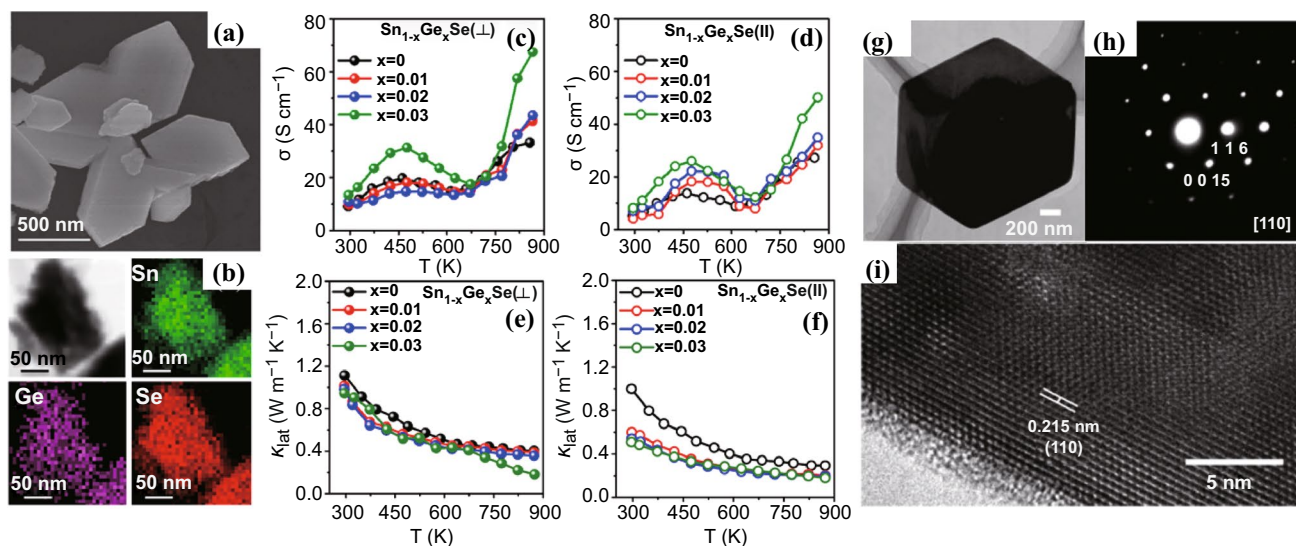 (a)
500 nm
(b)
Sn
50 nm
50 nm
Ge
Se
50 nm
50 nm
(c)
Sn1-xGexSe(⊥)
x=0
x=0.01
x=0.02
x=0.03
σ (S cm⁻¹)
80
60
40
20
0
300 450 600 750 900
T (K)
(d)
Sn1-xGexSe(II)
x=0
x=0.01
x=0.02
x=0.03
σ (S cm⁻¹)
80
60
40
20
0
300 450 600 750 900
T (K)
(e)
Sn1-xGexSe(⊥)
x=0
x=0.01
x=0.02
x=0.03
κlat (W m⁻¹ K⁻¹)
2.0
1.6
1.2
0.8
0.4
0.0
300 450 600 750 900
T (K)
(f)
Sn1-xGexSe(II)
x=0
x=0.01
x=0.02
x=0.03
κlat (W m⁻¹ K⁻¹)
2.0
1.6
1.2
0.8
0.4
0.0
300 450 600 750 900
T (K)
(g)
200 nm
(h)
1 1 6
0 0 15
[110]
(i)
0.215 nm
(110)
5 nm